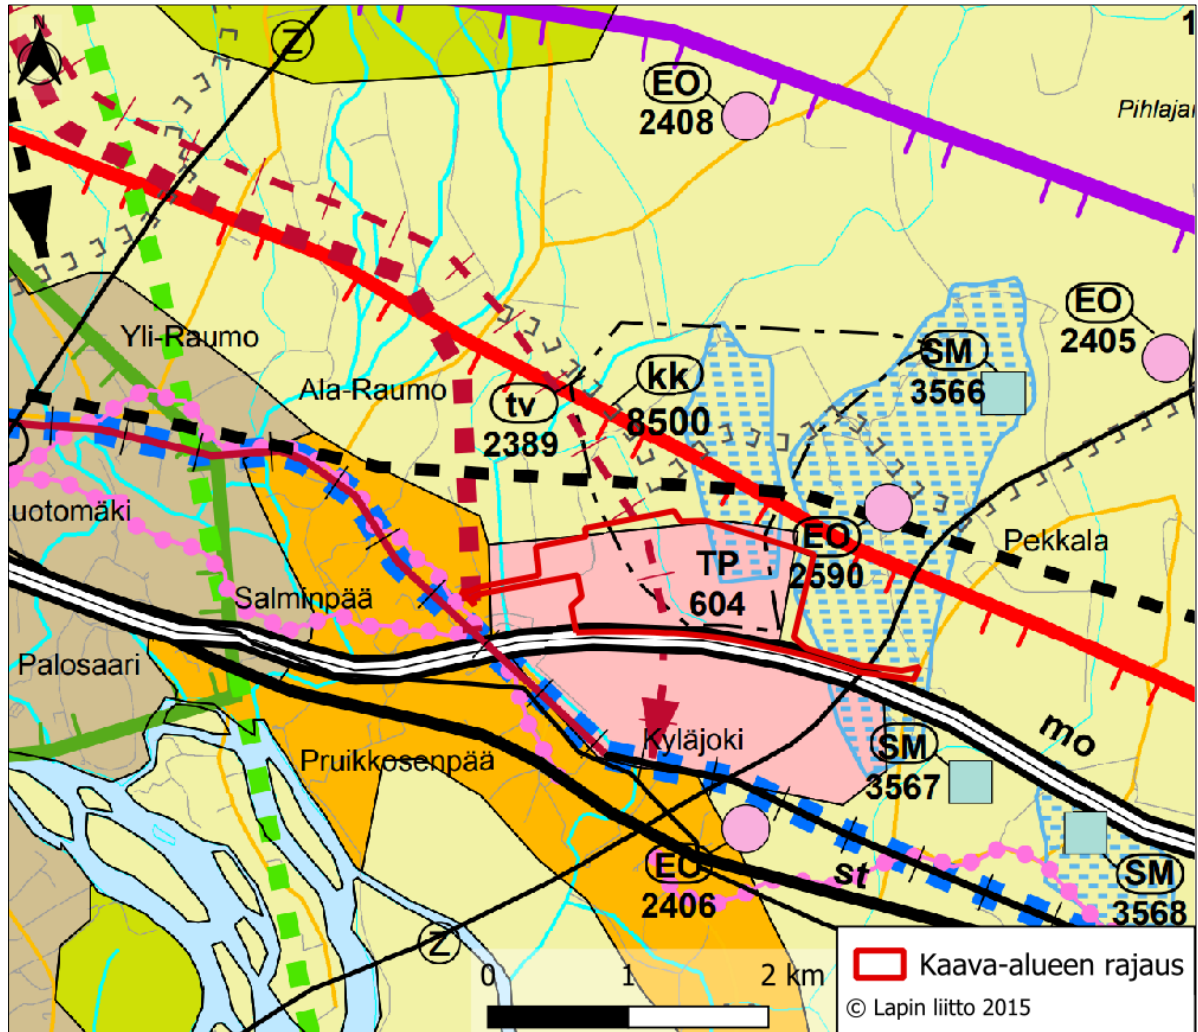 N
Z
1
EO
2408
Pihlaja
EO
2405
Yli-Raumo
SM
3566
Ala-Raumo
kk
8500
tv
2389
uotomäki
EO
2590
Pekkala
TP
604
Salminpää
Palosaari
mo
Kyläjoki
SM
3567
Pruikkosenpää
EO
2406
st
SM
3568
Z
0 1 2 km
Kaava-alueen rajaus
© Lapin liitto 2015